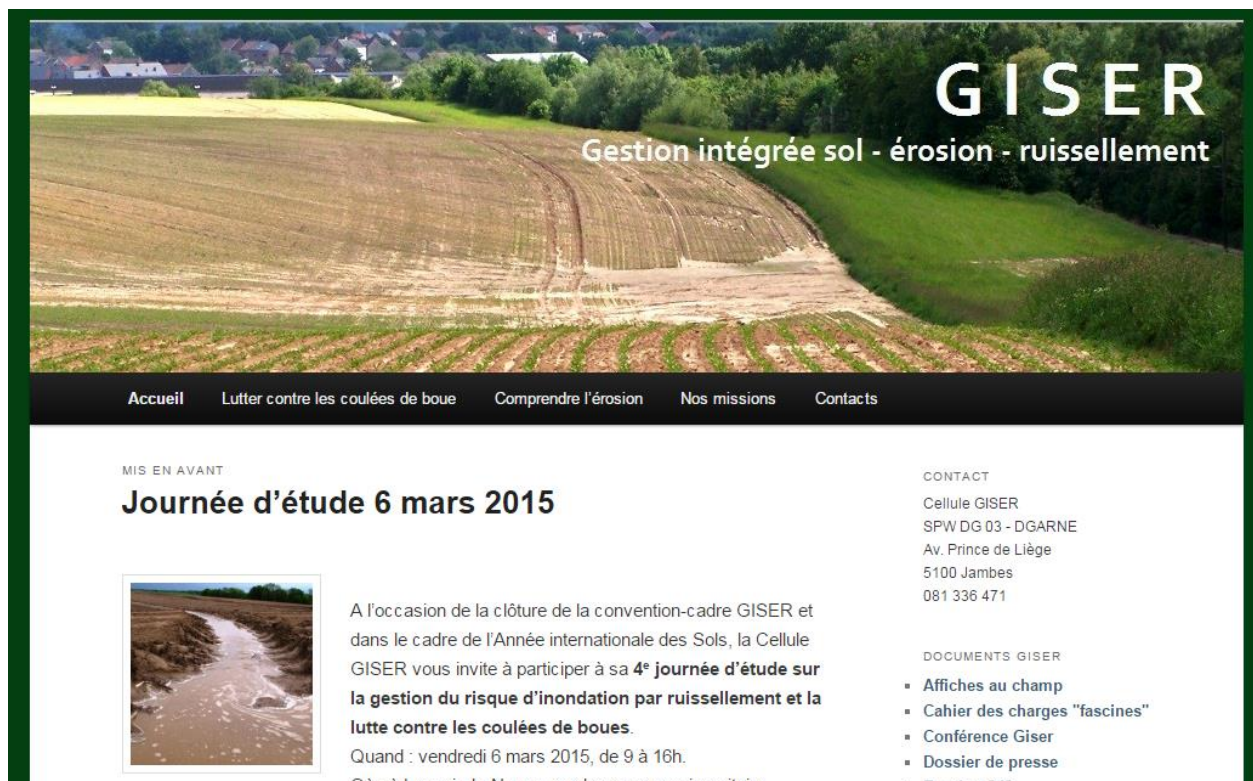 GISER
Gestion intégrée sol - érosion - ruissellement
Accueil
Lutter contre les coulées de boue
Comprendre l'érosion
Nos missions
Contacts
MIS EN AVANT
Journée d'étude 6 mars 2015
A l'occasion de la clôture de la convention-cadre GISER et
dans le cadre de l'Année internationale des Sols, la Cellule
GISER vous invite à participer à sa 4e journée d'étude sur
la gestion du risque d'inondation par ruissellement et la
lutte contre les coulées de boues.
Quand : vendredi 6 mars 2015, de 9 à 16h.
CONTACT
Cellule GISER
SPW DG 03 - DGARNE
Av. Prince de Liège
5100 Jambes
081 336 471
DOCUMENTS GISER
Affiches au champ
Cahier des charges "fascines"
Conférence Giser
Dossier de presse